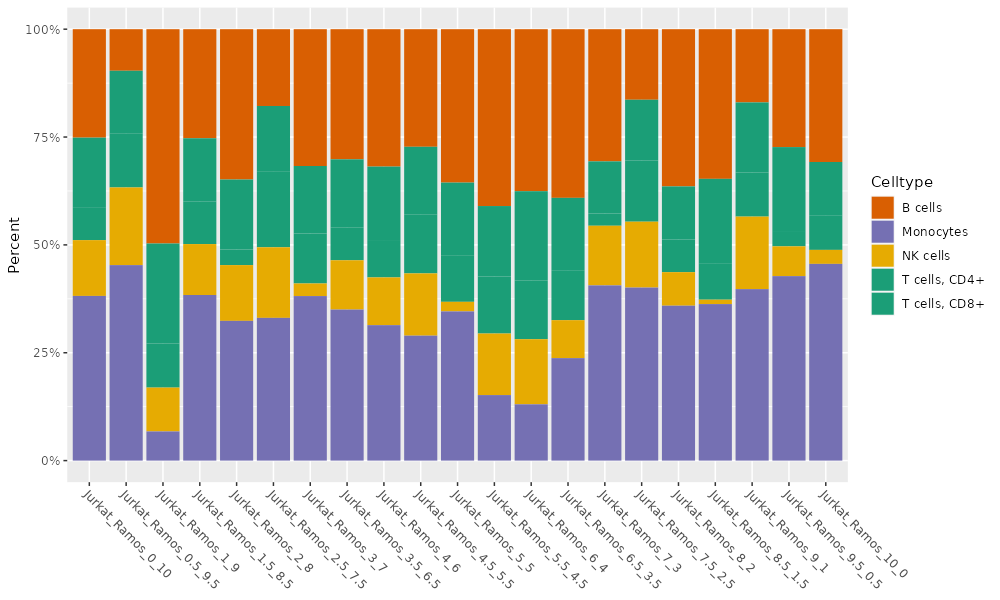 100%
75%
50%
25%
0%
Percent
Jurkat_Ramos_0_10
Jurkat_Ramos_0.5_9.5
Jurkat_Ramos_1_9
Jurkat_Ramos_1.5_8.5
Jurkat_Ramos_2_8
Jurkat_Ramos_2.5_7.5
Jurkat_Ramos_3_7
Jurkat_Ramos_3.5_6.5
Jurkat_Ramos_4_6
Jurkat_Ramos_4.5_5.5
Jurkat_Ramos_5_5
Jurkat_Ramos_5.5_4.5
Jurkat_Ramos_6_4
Jurkat_Ramos_6.5_3.5
Jurkat_Ramos_7_3
Jurkat_Ramos_7.5_2.5
Jurkat_Ramos_8_2
Jurkat_Ramos_8.5_1.5
Jurkat_Ramos_9_1
Jurkat_Ramos_9.5_0.5
Jurkat_Ramos_10_0
Celltype
B cells
Monocytes
NK cells
T cells, CD4+
T cells, CD8+